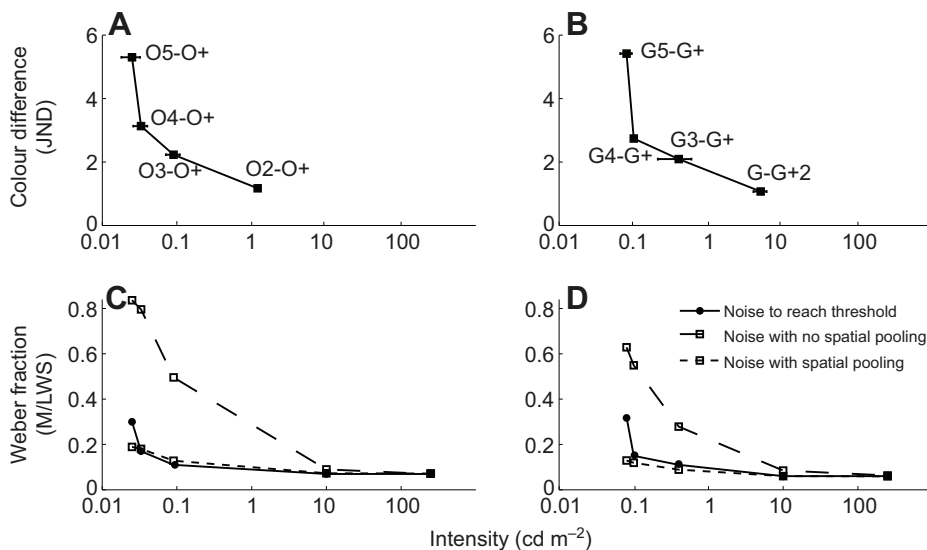 A
B
Colour difference
(JND)
6
4
2
0
O5-O+
O4-O+
O3-O+
O2-O+
0.01
0.1
1
10
100
6
4
2
0
G5-G+
G4-G+
G3-G+
G-G+2
0.01
0.1
1
10
100
C
D
Weber fraction
(M/LWS)
0.8
0.6
0.4
0.2
0
0.01
0.1
1
10
100
0.8
0.6
0.4
0.2
0
0.01
0.1
1
10
100
Noise to reach threshold
Noise with no spatial pooling
Noise with spatial pooling
Intensity (cd m⁻²)